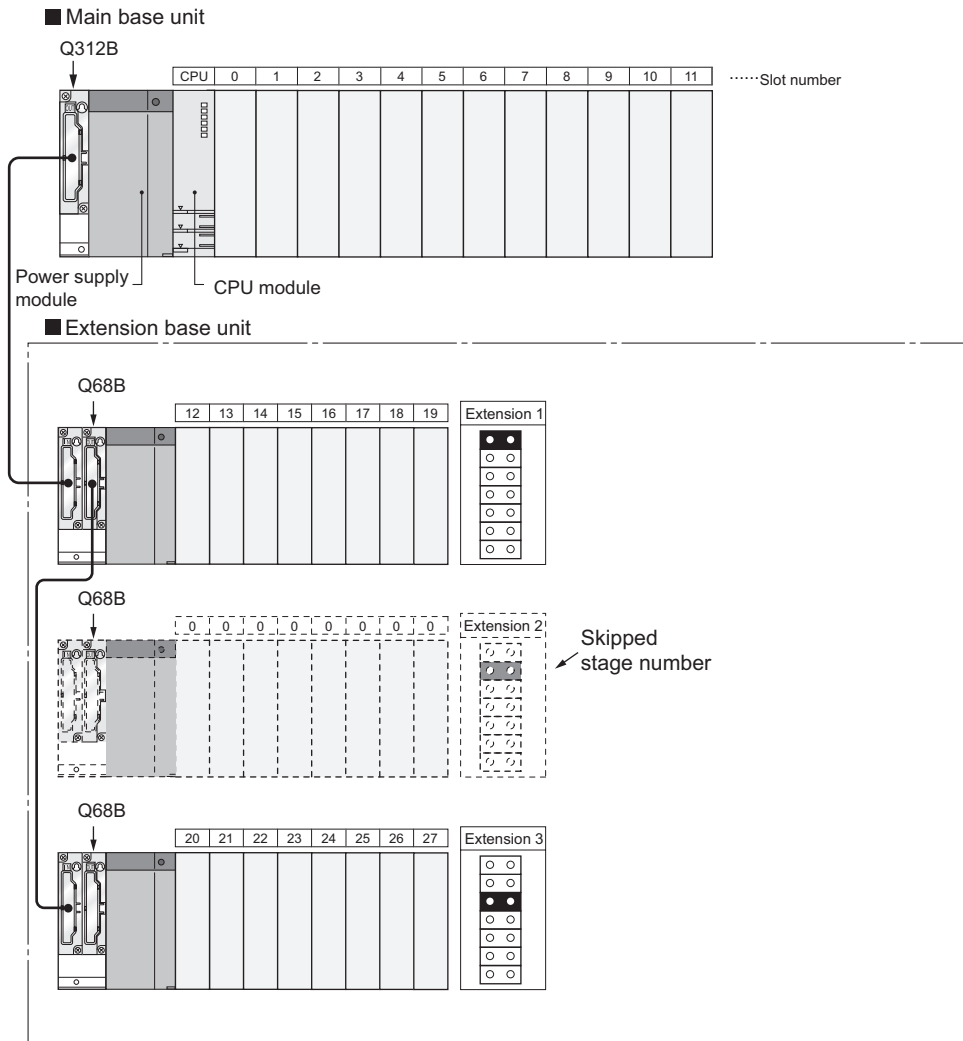 ■ Main base unit
Q312B
CPU 0 1 2 3 4 5 6 7 8 9 10 11 ······Slot number
Power supply
module
CPU module
■ Extension base unit
Q68B
12 13 14 15 16 17 18 19 Extension 1
Q68B
0 0 0 0 0 0 0 0 Extension 2
Skipped
stage number
Q68B
20 21 22 23 24 25 26 27 Extension 3